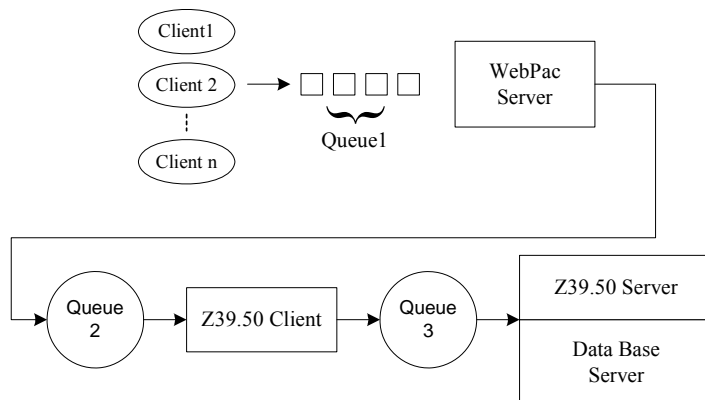 Client1
Client 2
Client n
Queue1
WebPac
Server
Queue
2
Z39.50 Client
Queue
3
Z39.50 Server
Data Base
Server